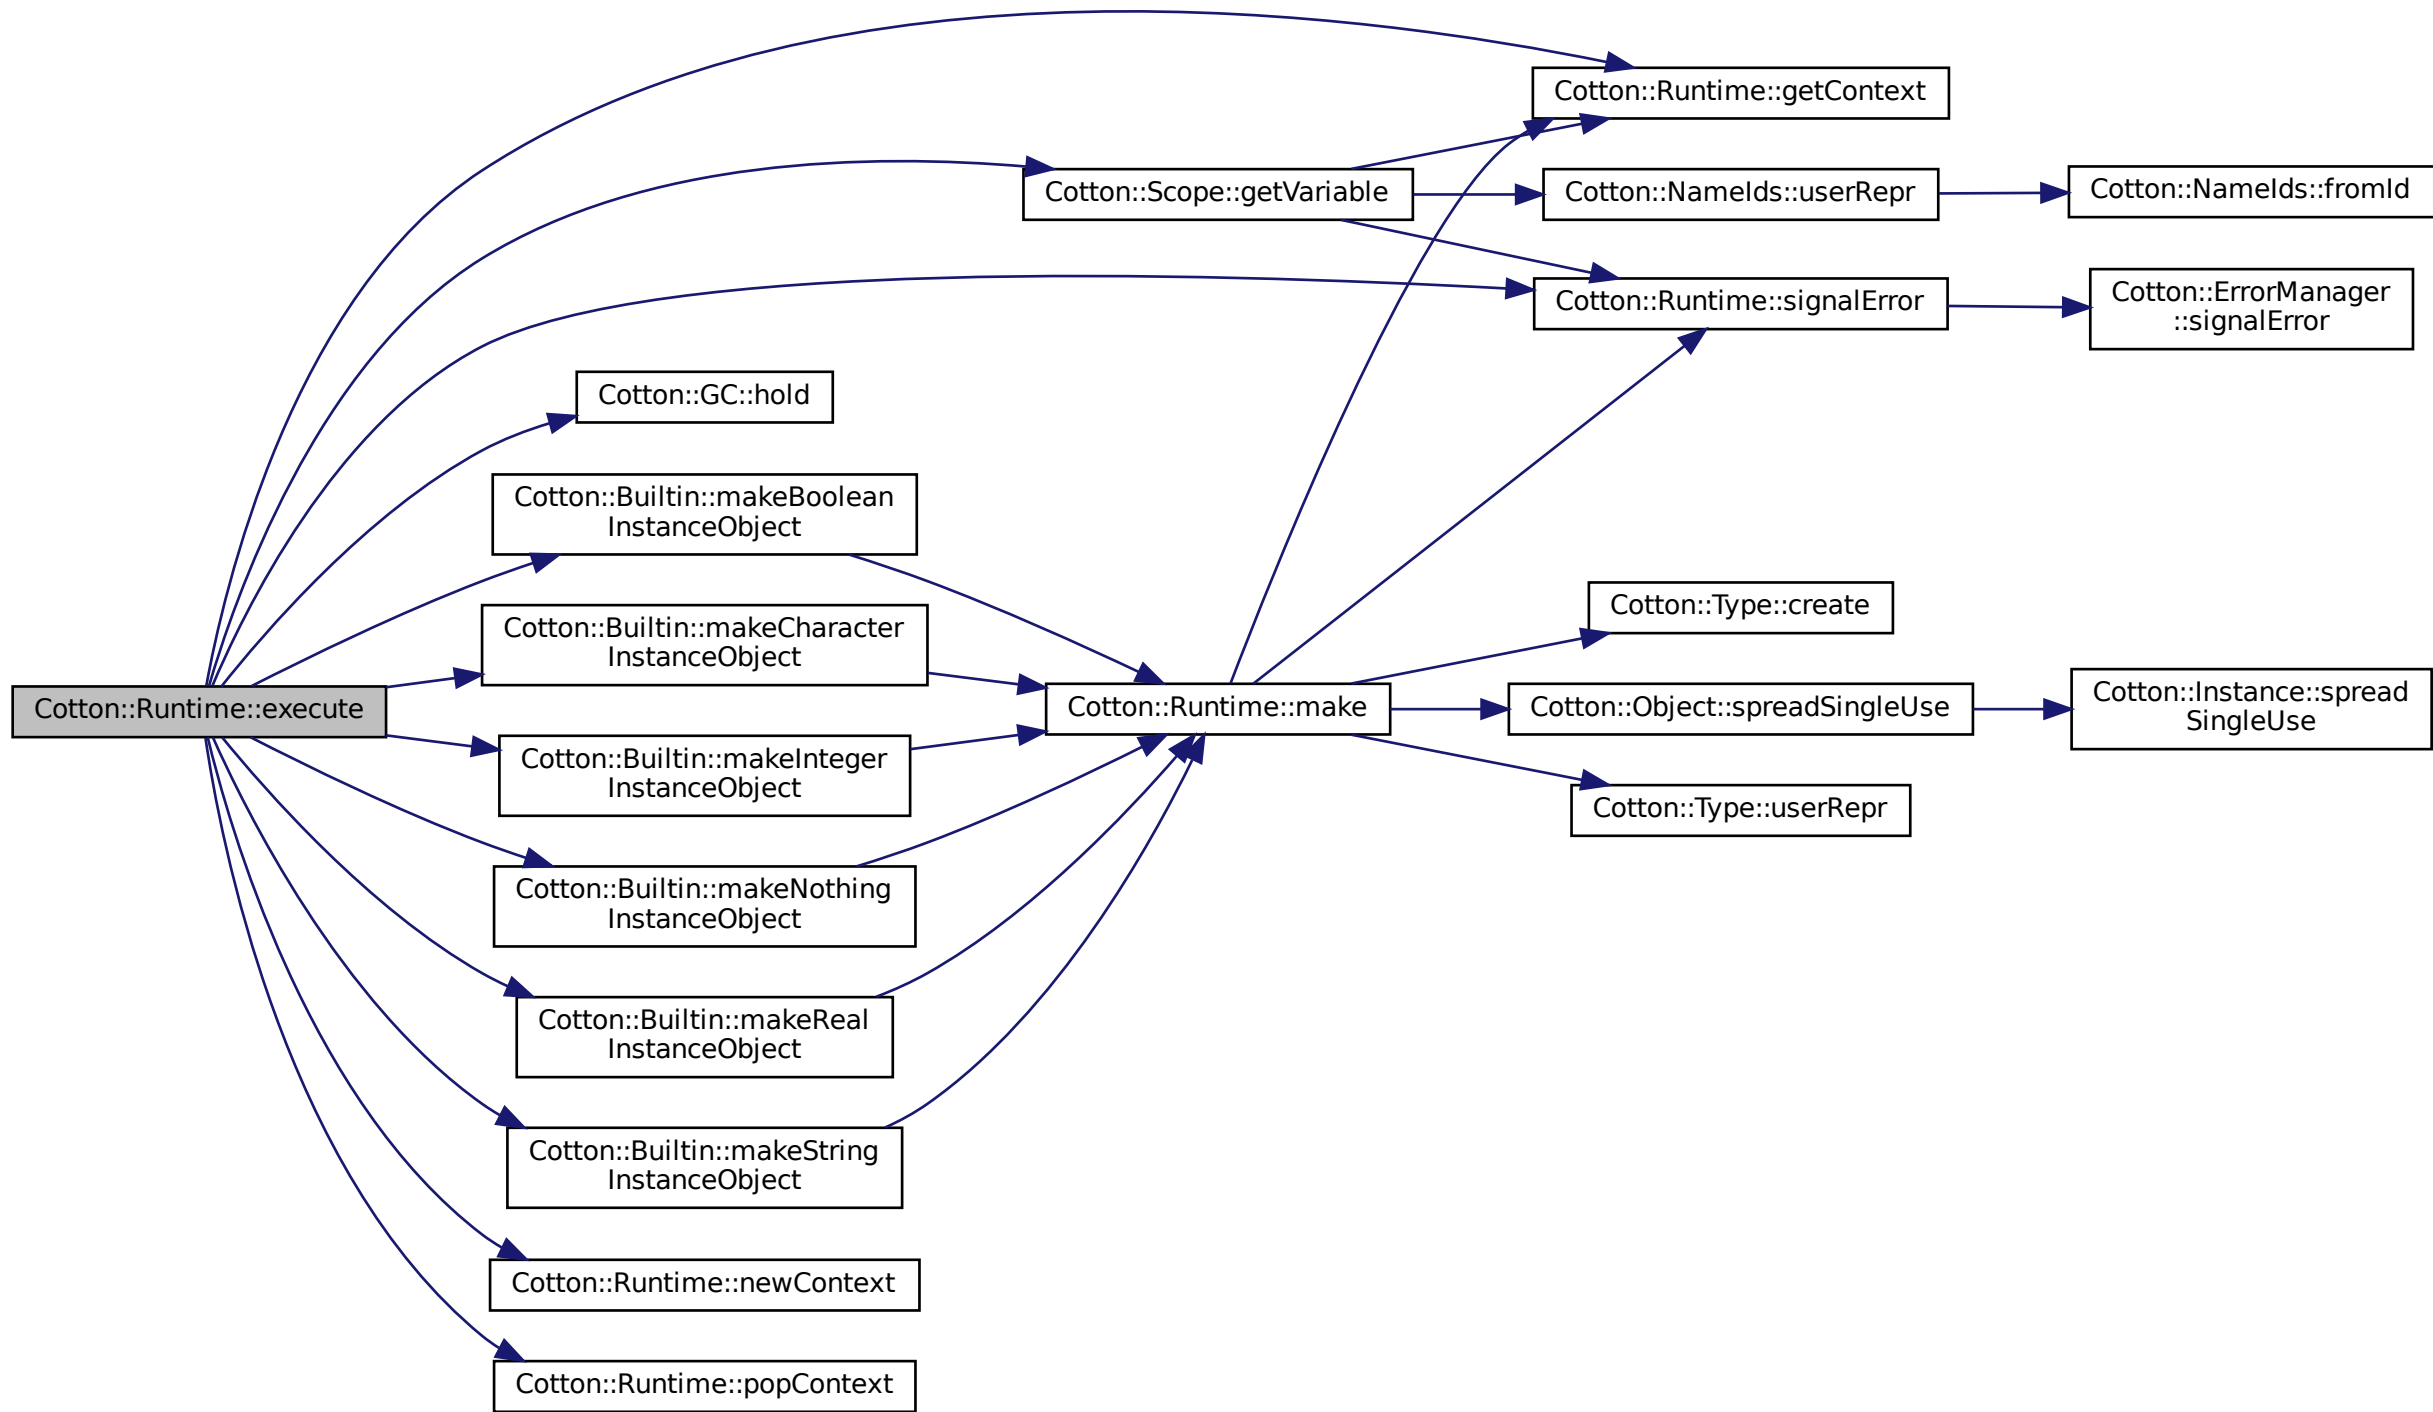 Cotton::Runtime::execute
Cotton::Runtime::getContext
Cotton::Scope::getVariable
Cotton::NameIds::userRepr
Cotton::NameIds::fromId
Cotton::Runtime::signalError
Cotton::ErrorManager
::signalError
Cotton::GC::hold
Cotton::Builtin::makeBoolean
InstanceObject
Cotton::Builtin::makeCharacter
InstanceObject
Cotton::Builtin::makeInteger
InstanceObject
Cotton::Builtin::makeNothing
InstanceObject
Cotton::Builtin::makeReal
InstanceObject
Cotton::Builtin::makeString
InstanceObject
Cotton::Runtime::newContext
Cotton::Runtime::popContext
Cotton::Runtime::make
Cotton::Type::create
Cotton::Object::spreadSingleUse
Cotton::Instance::spread
SingleUse
Cotton::Type::userRepr